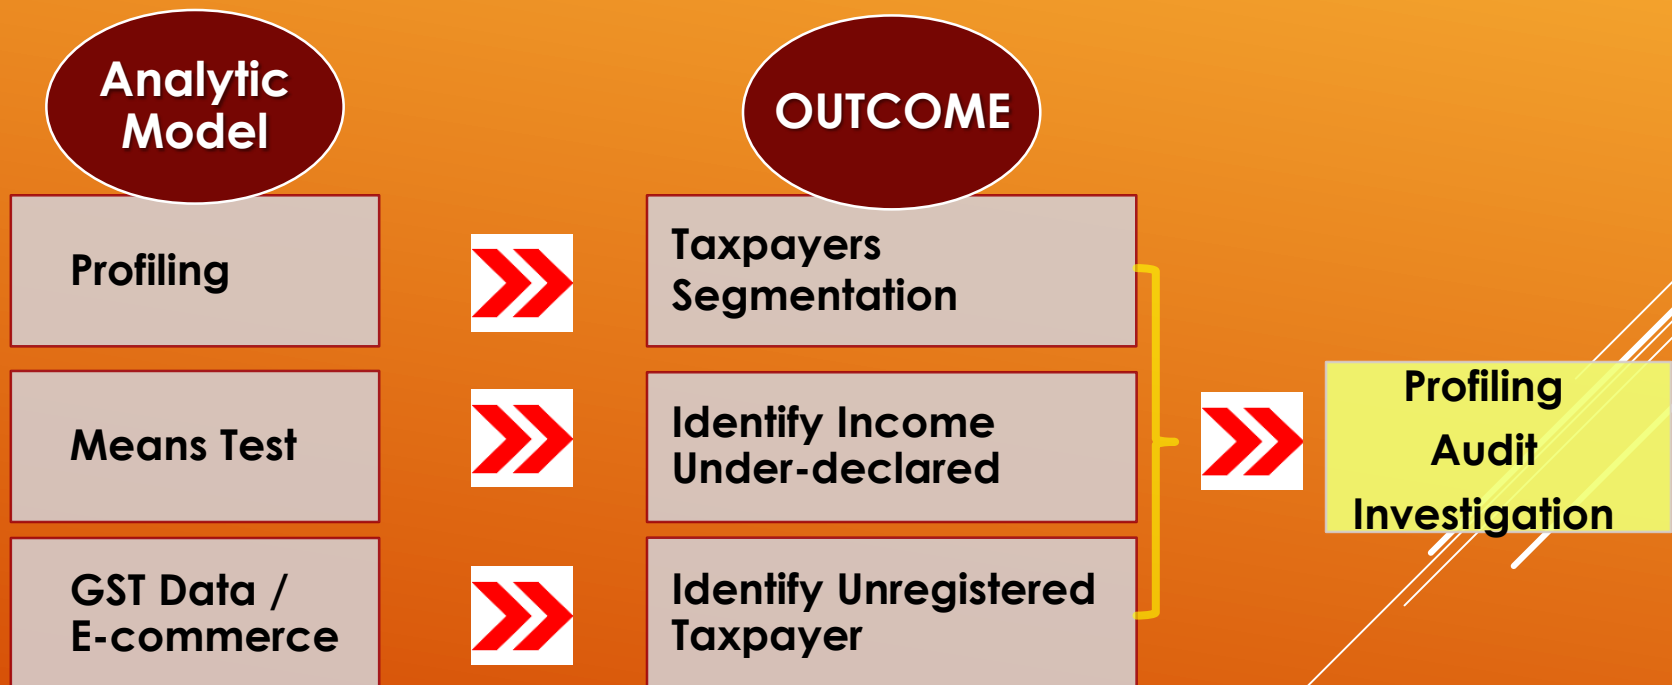 Analytic
Model
OUTCOME
Profiling
Taxpayers
Segmentation
Means Test
Identify Income
Under-declared
GST Data /
E-commerce
Identify Unregistered
Taxpayer
Profiling
Audit
Investigation